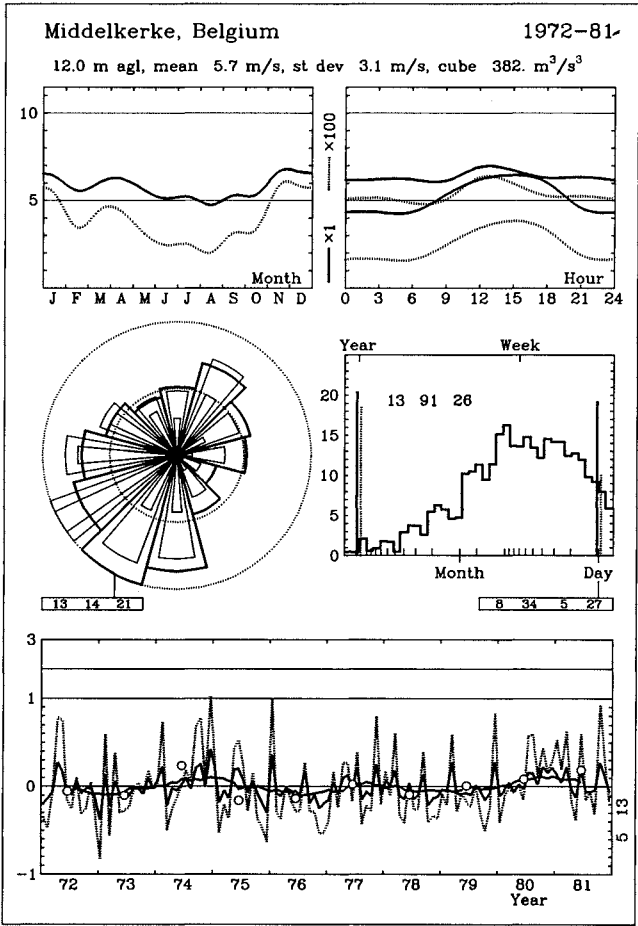 Middelkerke, Belgium 1972-81
12.0 m agl, mean 5.7 m/s, st dev 3.1 m/s, cube 382. m³/s³
10
5
Month
J F M A M J J A S O N D
×1 ×100
Hour
0 3 6 9 12 15 18 21 24
Year Week
20
15
10
5
0
13 91 26
Month Day
13 14 21
8 34 5 27
3
1
0
-1
5 13
72 73 74 75 76 77 78 79 80 81
Year